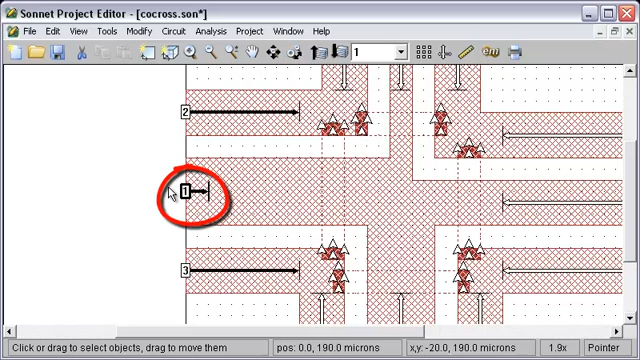 Sonnet Project Editor - [cocross.son*]
File Edit View Tools Modify Circuit Analysis Project Window Help
1
em
2
1
3
Click or drag to select objects, drag to move them pos: 0.0, 190.0 microns x,y: -20.0, 190.0 microns 1.9x